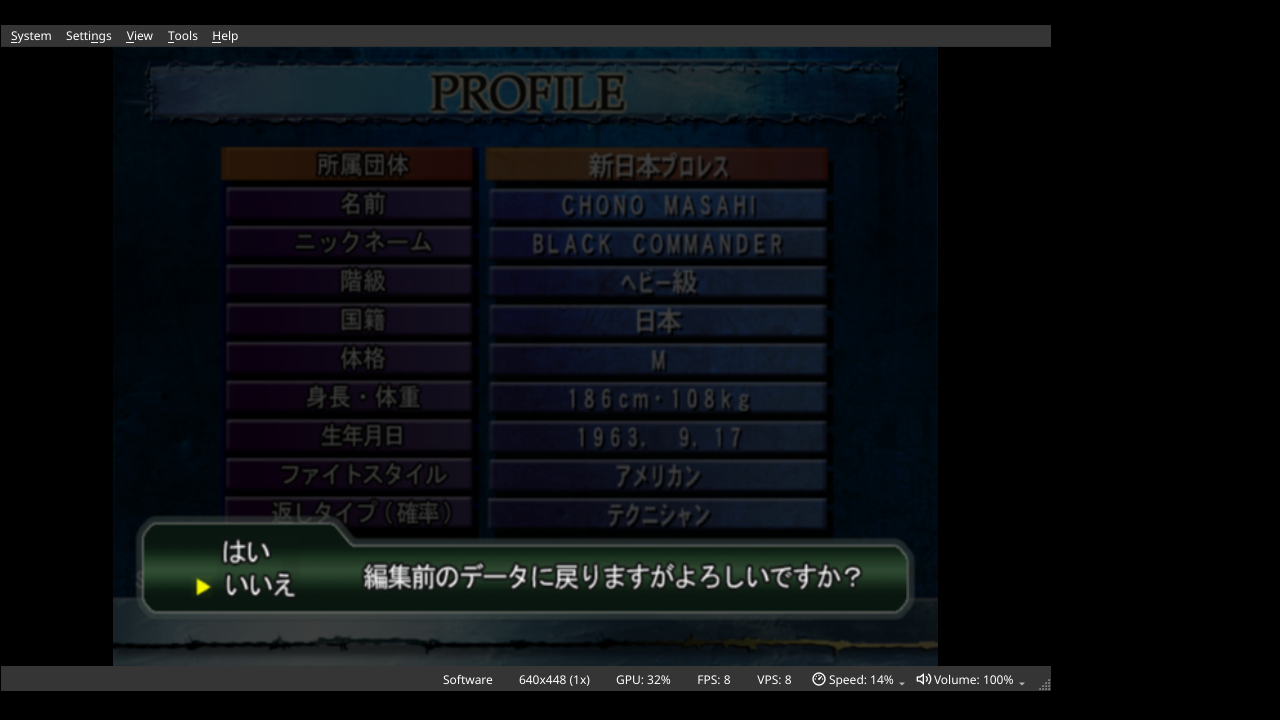 System Settings View Tools Help
PROFILE
所属団体 新日本プロレス
名前 CHONO MASAHI
ニックネーム BLACK COMMANDER
階級 ヘビー級
国籍 日本
体格 M
身長・体重 186cm・108kg
生年月日 1963. 9. 17
ファイトスタイル アメリカン
返しタイプ(確率) テクニシャン
はい
いいえ
編集前のデータに戻りますがよろしいですか?
Software 640x448 (1x) GPU: 32% FPS: 8 VPS: 8 Speed: 14% Volume: 100%